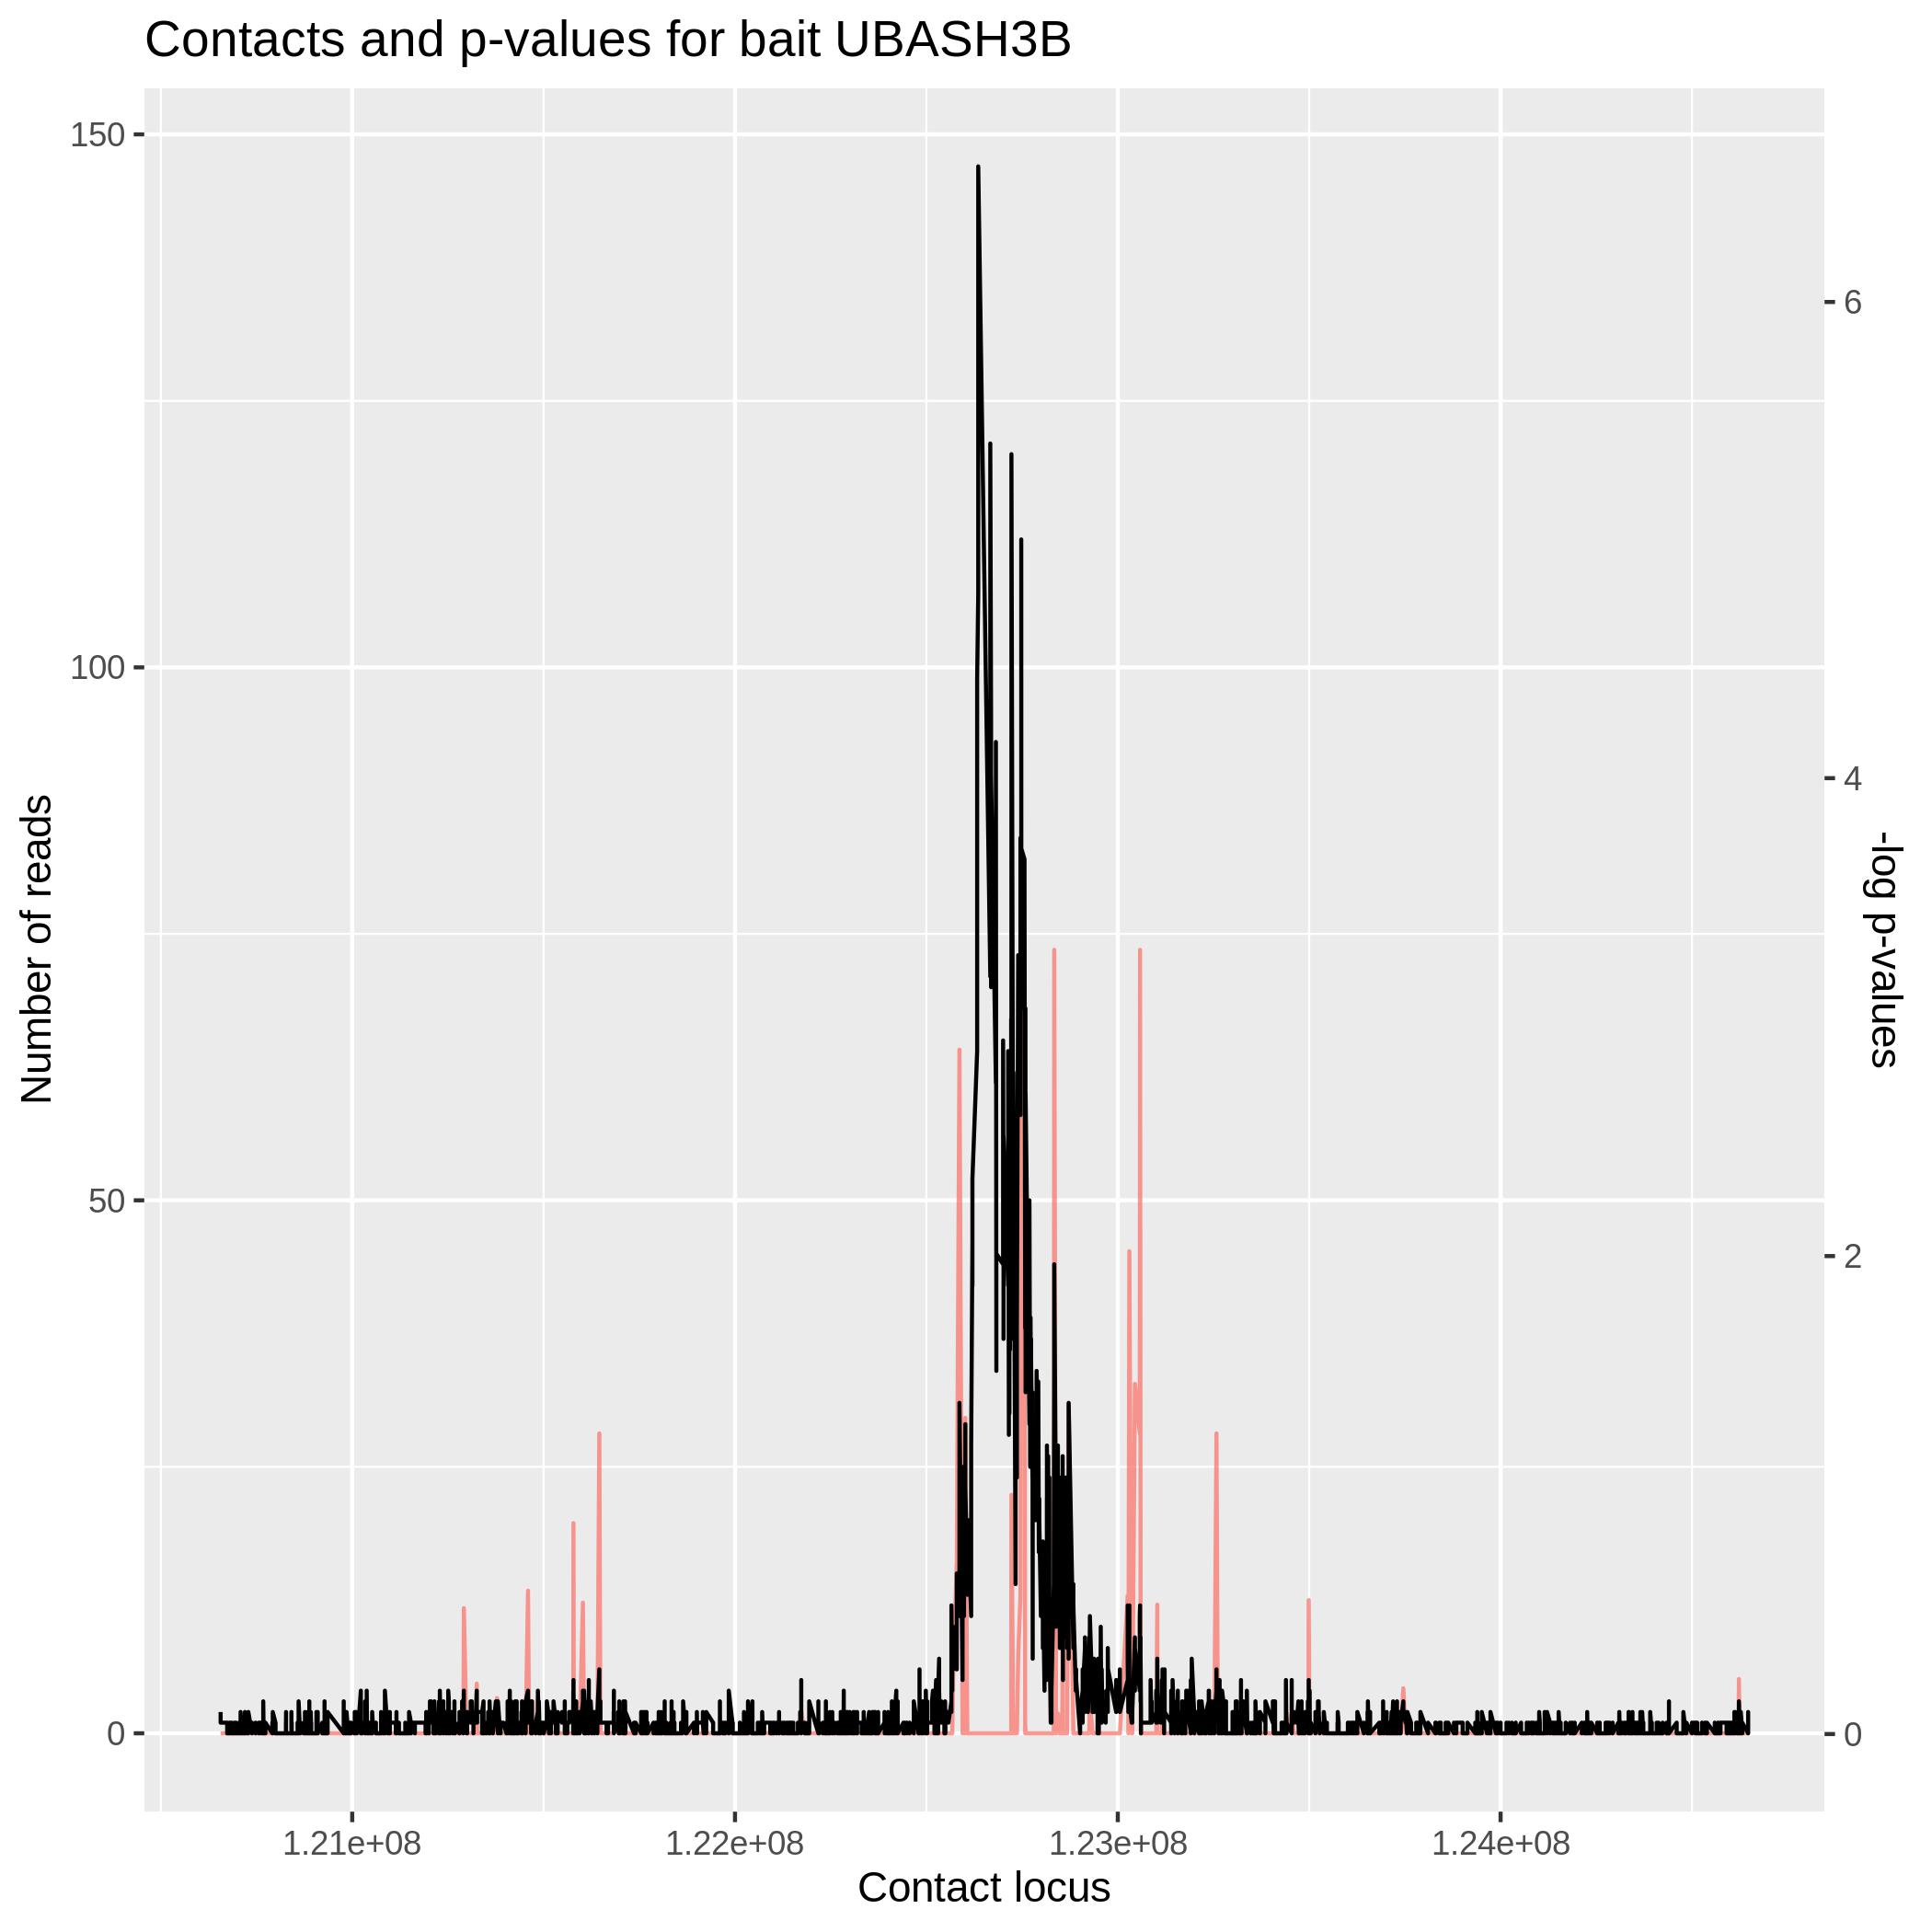 Contacts and p-values for bait UBASH3B
150
100
50
0
Number of reads
6
4
2
0
-log p-values
1.21e+08
1.22e+08
1.23e+08
1.24e+08
Contact locus